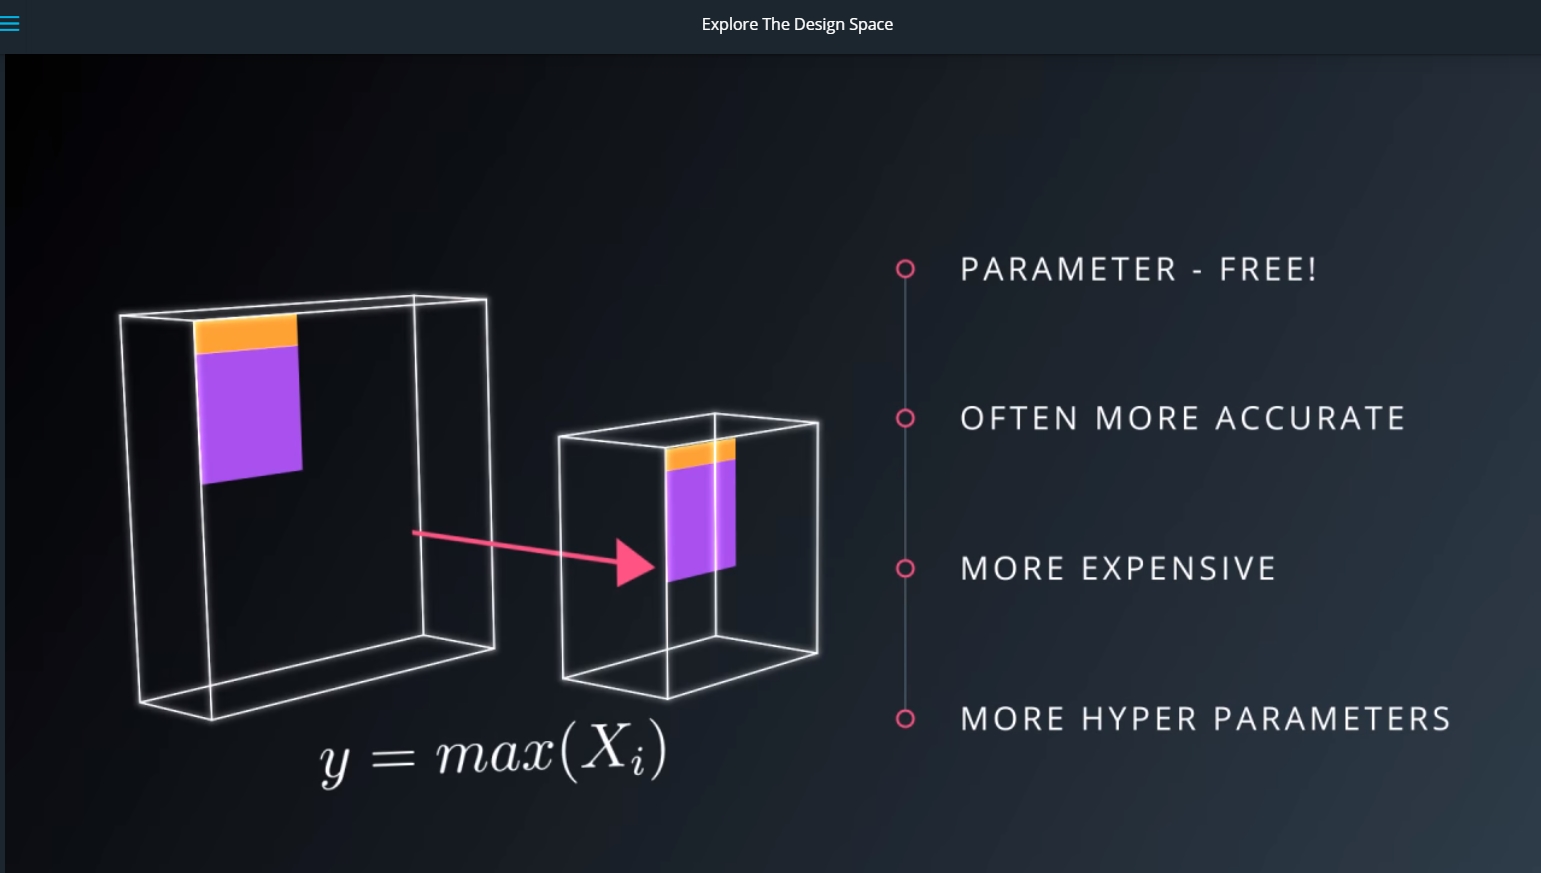 Explore The Design Space
PARAMETER - FREE!
OFTEN MORE ACCURATE
MORE EXPENSIVE
MORE HYPER PARAMETERS
y = max(X_i)